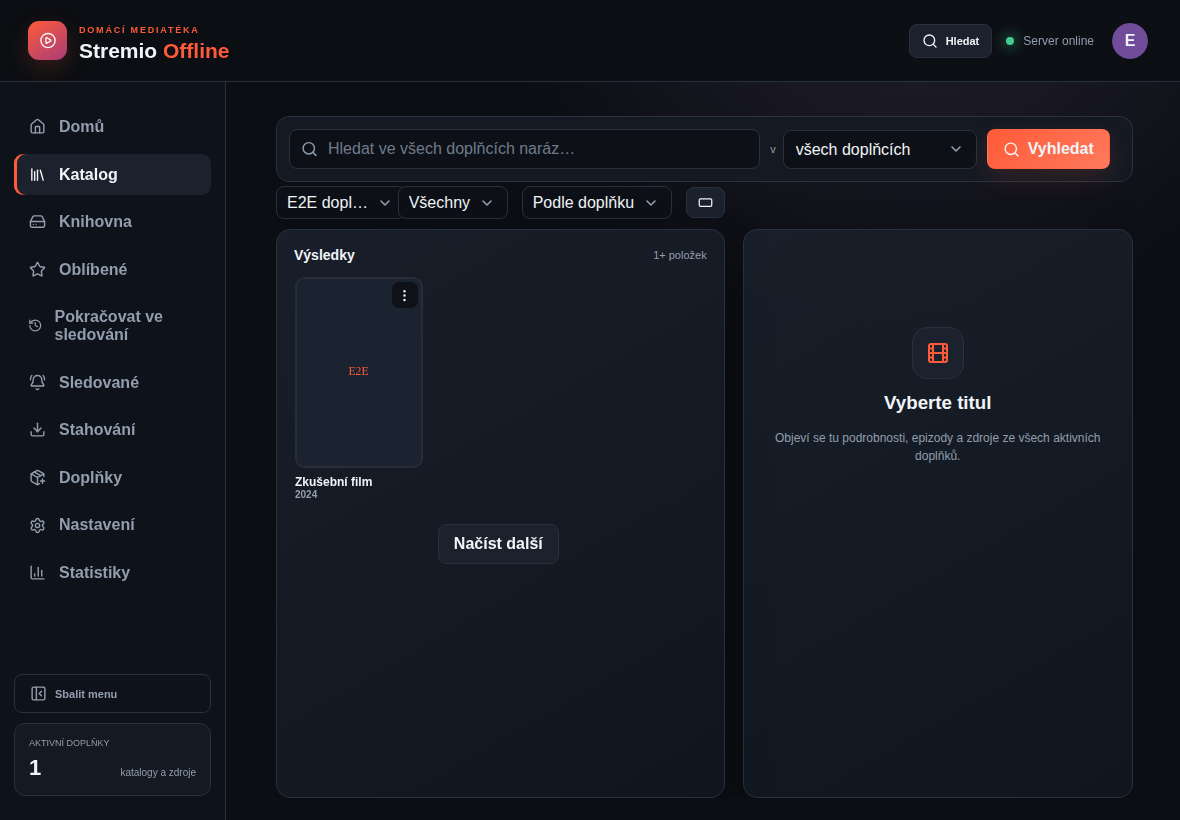 DOMÁCÍ MEDIATÉKA
Stremio Offline
Hledat
Server online
E
Domů
Katalog
Knihovna
Oblíbené
Pokračovat ve
sledování
Sledované
Stahování
Doplňky
Nastavení
Statistiky
Sbalit menu
AKTIVNÍ DOPLŇKY
1
katalogy a zdroje
Hledat ve všech doplňcích naráz…
v
všech doplňcích
Vyhledat
E2E dopl…
Všechny
Podle doplňku
Výsledky
1+ položek
E2E
Zkušební film
2024
Načíst další
Vyberte titul
Objeví se tu podrobnosti, epizody a zdroje ze všech aktivních
doplňků.